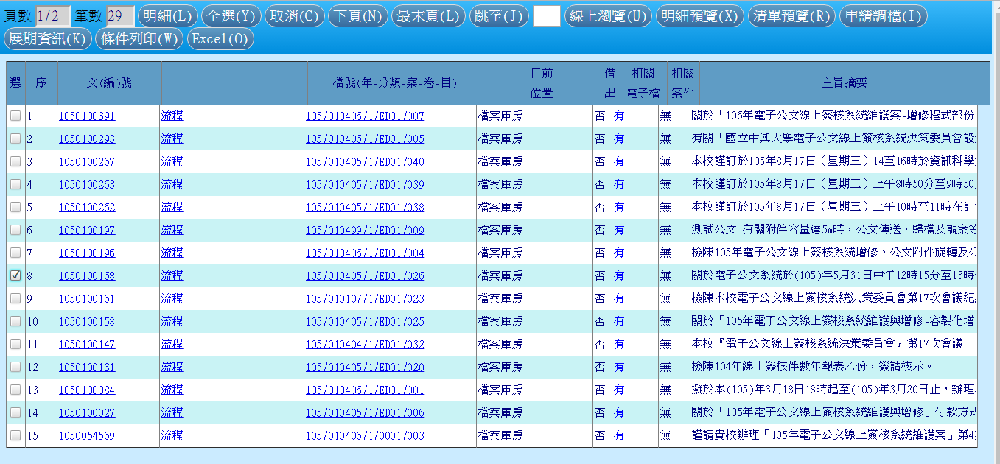 頁數 1/2 筆數 29 明細(L) 全選(Y) 取消(C) 下頁(N) 最末頁(L) 跳至(J) 線上瀏覽(U) 明細預覽(X) 清單預覽(R) 申請調檔(I)
展期資訊(K) 條件列印(W) Excel(O)
選 序 文(編)號 檔號(年-分類-案-卷-目) 目前位置 借出 相關電子檔 相關案件 主旨摘要
1 1050100391 流程 105/010406/1/ED01/007 檔案庫房 否 有 無 關於「106年電子公文線上簽核系統維護案-增修程式部份
2 1050100293 流程 105/010406/1/ED01/005 檔案庫房 否 有 無 有關「國立中興大學電子公文線上簽核系統決策委員會設
3 1050100267 流程 105/010405/1/ED01/040 檔案庫房 否 有 無 本校謹訂於105年8月17日（星期三）14至16時於資訊科學
4 1050100263 流程 105/010405/1/ED01/039 檔案庫房 否 有 無 本校謹訂於105年8月17日（星期三）上午8時50分至9時50
5 1050100262 流程 105/010405/1/ED01/038 檔案庫房 否 有 無 本校謹訂於105年8月17日（星期三）上午10時至11時在計
6 1050100197 流程 105/010499/1/ED01/009 檔案庫房 否 有 無 測試公文-有關附件容量達5m時，公文傳送、歸檔及調案等
7 1050100196 流程 105/010406/1/ED01/004 檔案庫房 否 有 無 檢陳105年電子公文線上簽核系統增修、公文附件旋轉及公
8 1050100168 流程 105/010405/1/ED01/026 檔案庫房 否 有 無 關於電子公文系統於(105)年5月31日中午12時15分至13時
9 1050100161 流程 105/010107/1/ED01/023 檔案庫房 否 有 無 檢陳本校電子公文線上簽核系統決策委員會第17次會議紀
10 1050100158 流程 105/010405/1/ED01/025 檔案庫房 否 有 無 關於「105年電子公文線上簽核系統維護與增修-客製化增
11 1050100147 流程 105/010404/1/ED01/032 檔案庫房 否 有 無 本校『電子公文線上簽核系統決策委員會』第17次會議
12 1050100131 流程 105/010405/1/ED01/020 檔案庫房 否 有 無 檢陳104年線上簽核件數年報表乙份，簽請核示。
13 1050100084 流程 105/010406/1/ED01/001 檔案庫房 否 有 無 擬於本(105)年3月18日18時起至(105)年3月20日止，辦理
14 1050100027 流程 105/010405/1/ED01/006 檔案庫房 否 有 無 關於「105年電子公文線上簽核系統維護與增修」付款方式
15 1050054569 流程 105/010406/1/0001/003 檔案庫房 否 有 無 謹請貴校辦理「105年電子公文線上簽核系統維護案」第4